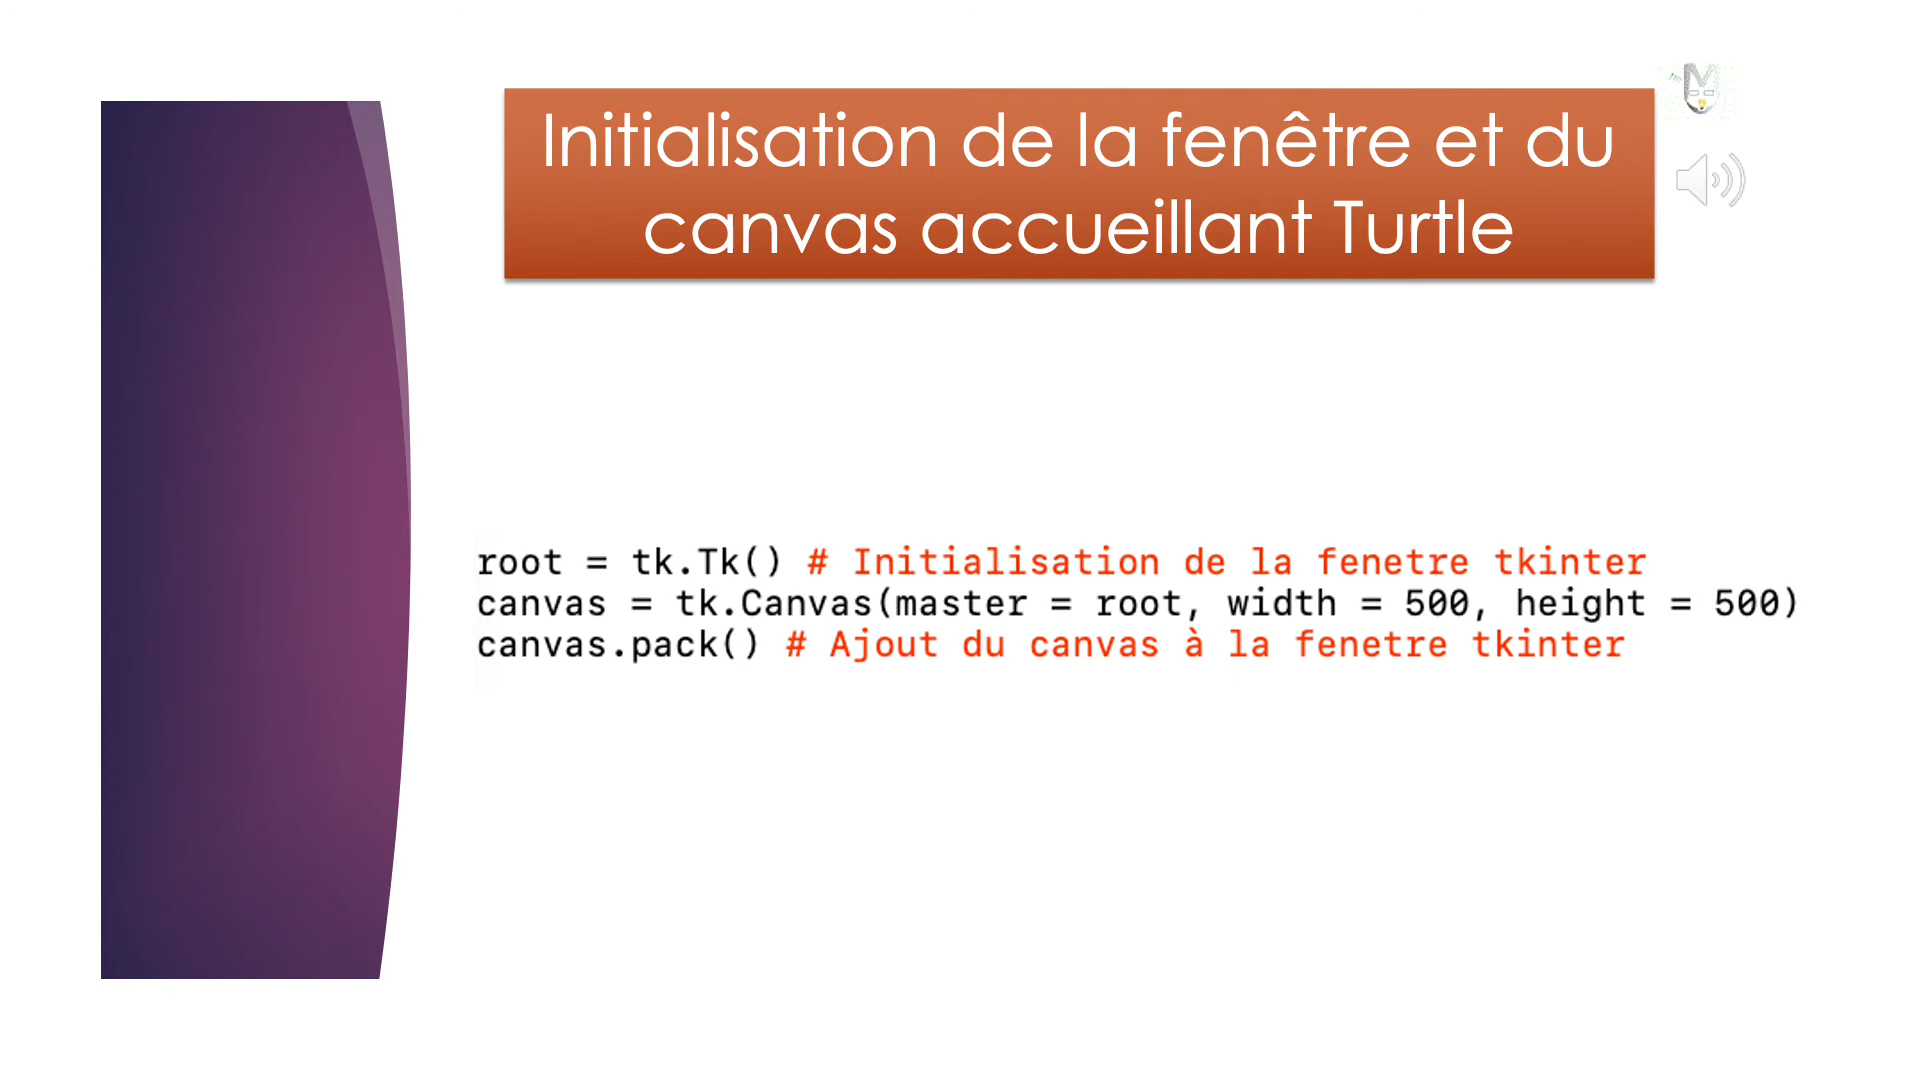 Initialisation de la fenêtre et du
canvas accueillant Turtle
root = tk.Tk() # Initialisation de la fenetre tkinter
canvas = tk.Canvas(master = root, width = 500, height = 500)
canvas.pack() # Ajout du canvas à la fenetre tkinter